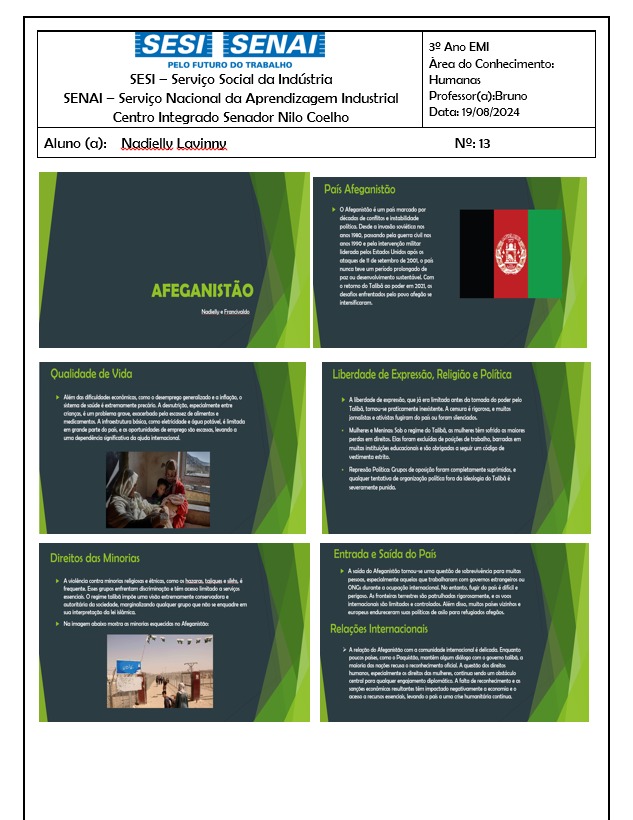 SESI SENAI
PELO FUTURO DO TRABALHO
SESI – Serviço Social da Indústria
SENAI – Serviço Nacional da Aprendizagem Industrial
Centro Integrado Senador Nilo Coelho
3º Ano EMI
Área do Conhecimento:
Humanas
Professor(a):Bruno
Data: 19/08/2024
Aluno (a): Nadielly Lavinny Nº: 13
AFEGANISTÃO
Nadielly e Francivaldo
País Afeganistão
O Afeganistão é um país marcado por
décadas de conflitos e instabilidade
política. Desde a invasão soviética nos
anos 1980, passando pela guerra civil nos
anos 1990 e pela intervenção militar
liderada pelos Estados Unidos após os
ataques de 11 de setembro de 2001, o país
nunca teve um período prolongado de
paz ou desenvolvimento sustentável. Com
o retorno do Talibã ao poder em 2021, os
desafios enfrentados pelo povo afegão se
intensificaram.
Qualidade de Vida
Além das dificuldades econômicas, como o desemprego generalizado e a inflação, o
sistema de saúde é extremamente precário. A desnutrição, especialmente entre
crianças, é um problema grave, exacerbado pela escassez de alimentos e
medicamentos. A infraestrutura básica, como eletricidade e água potável, é limitada
em grande parte do país, e as oportunidades de emprego são escassas, levando a
uma dependência significativa da ajuda internacional.
Liberdade de Expressão, Religião e Política
A liberdade de expressão, que já era limitada antes da tomada do poder pelo
Talibã, tornou-se praticamente inexistente. A censura é rigorosa, e muitos
jornalistas e ativistas fugiram do país ou foram silenciados.
Mulheres e Meninas: Sob o regime do Talibã, as mulheres têm sofrido as maiores
perdas em direitos. Elas foram excluídas de posições de trabalho, barradas em
muitas instituições educacionais e são obrigadas a seguir um código de
vestimenta estrito.
Repressão Política: Grupos de oposição foram completamente suprimidos, e
qualquer tentativa de organização política fora da ideologia do Talibã é
severamente punida.
Direitos das Minorias
A violência contra minorias religiosas e étnicas, como os hazaras, tajiques e sikhs, é
frequente. Esses grupos enfrentam discriminação e têm acesso limitado a serviços
essenciais. O regime talibã impõe uma visão extremamente conservadora e
autoritária da sociedade, marginalizando qualquer grupo que não se enquadre em
sua interpretação da lei islâmica.
Na imagem abaixo mostra as minorias esquecidas no Afeganistão:
Entrada e Saída do País
A saída do Afeganistão tornou-se uma questão de sobrevivência para muitas
pessoas, especialmente aquelas que trabalharam com governos estrangeiros ou
ONGs durante a ocupação internacional. No entanto, fugir do país é difícil e
perigoso. As fronteiras terrestres são patrulhadas rigorosamente, e os voos
internacionais são limitados e controlados. Além disso, muitos países vizinhos e
europeus endureceram suas políticas de asilo para refugiados afegãos.
Relações Internacionais
A relação do Afeganistão com a comunidade internacional é delicada. Enquanto
poucos países, como o Paquistão, mantêm algum diálogo com o governo talibã, a
maioria das nações recusa o reconhecimento oficial. A questão dos direitos
humanos, especialmente os direitos das mulheres, continua sendo um obstáculo
central para qualquer engajamento diplomático. A falta de reconhecimento e as
sanções econômicas resultantes têm impactado negativamente a economia e o
acesso a recursos essenciais, levando o país a uma crise humanitária contínua.